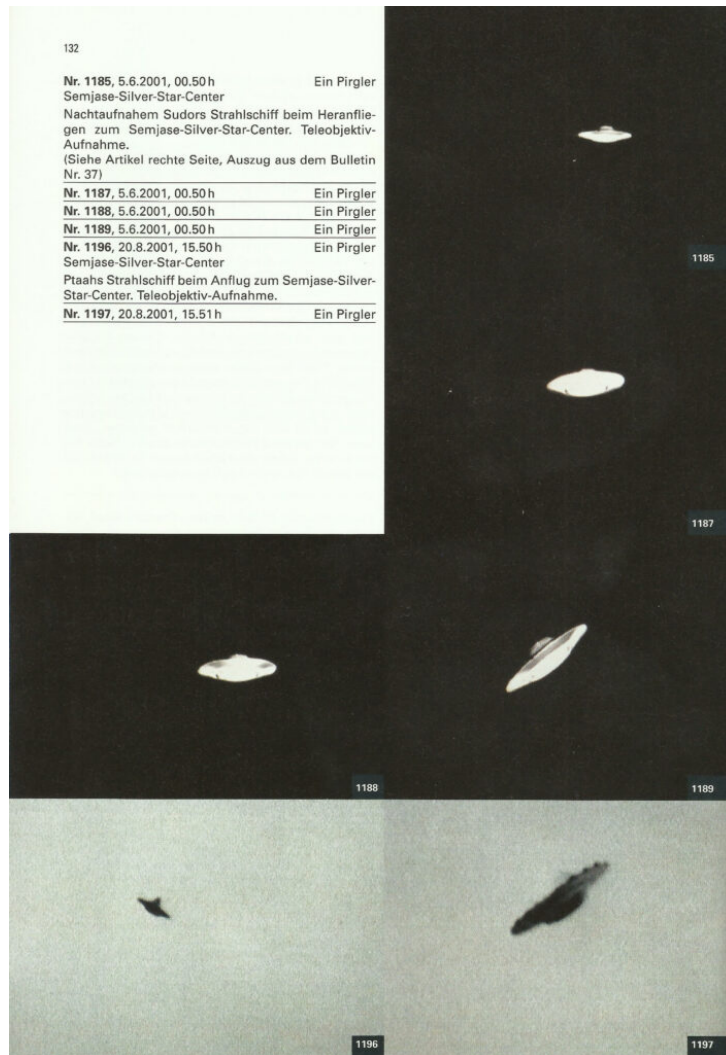 132
Nr. 1185, 5.6.2001, 00.50 h Ein Pirgler
Semjase-Silver-Star-Center
Nachtaufnahem Sudors Strahlschiff beim Heranflie-
gen zum Semjase-Silver-Star-Center. Teleobjektiv-
Aufnahme.
(Siehe Artikel rechte Seite, Auszug aus dem Bulletin
Nr. 37)
Nr. 1187, 5.6.2001, 00.50 h Ein Pirgler
Nr. 1188, 5.6.2001, 00.50 h Ein Pirgler
Nr. 1189, 5.6.2001, 00.50 h Ein Pirgler
Nr. 1196, 20.8.2001, 15.50 h Ein Pirgler
Semjase-Silver-Star-Center
Ptaahs Strahlschiff beim Anflug zum Semjase-Silver-
Star-Center. Teleobjektiv-Aufnahme.
Nr. 1197, 20.8.2001, 15.51 h Ein Pirgler
1185
1187
1188
1189
1196
1197